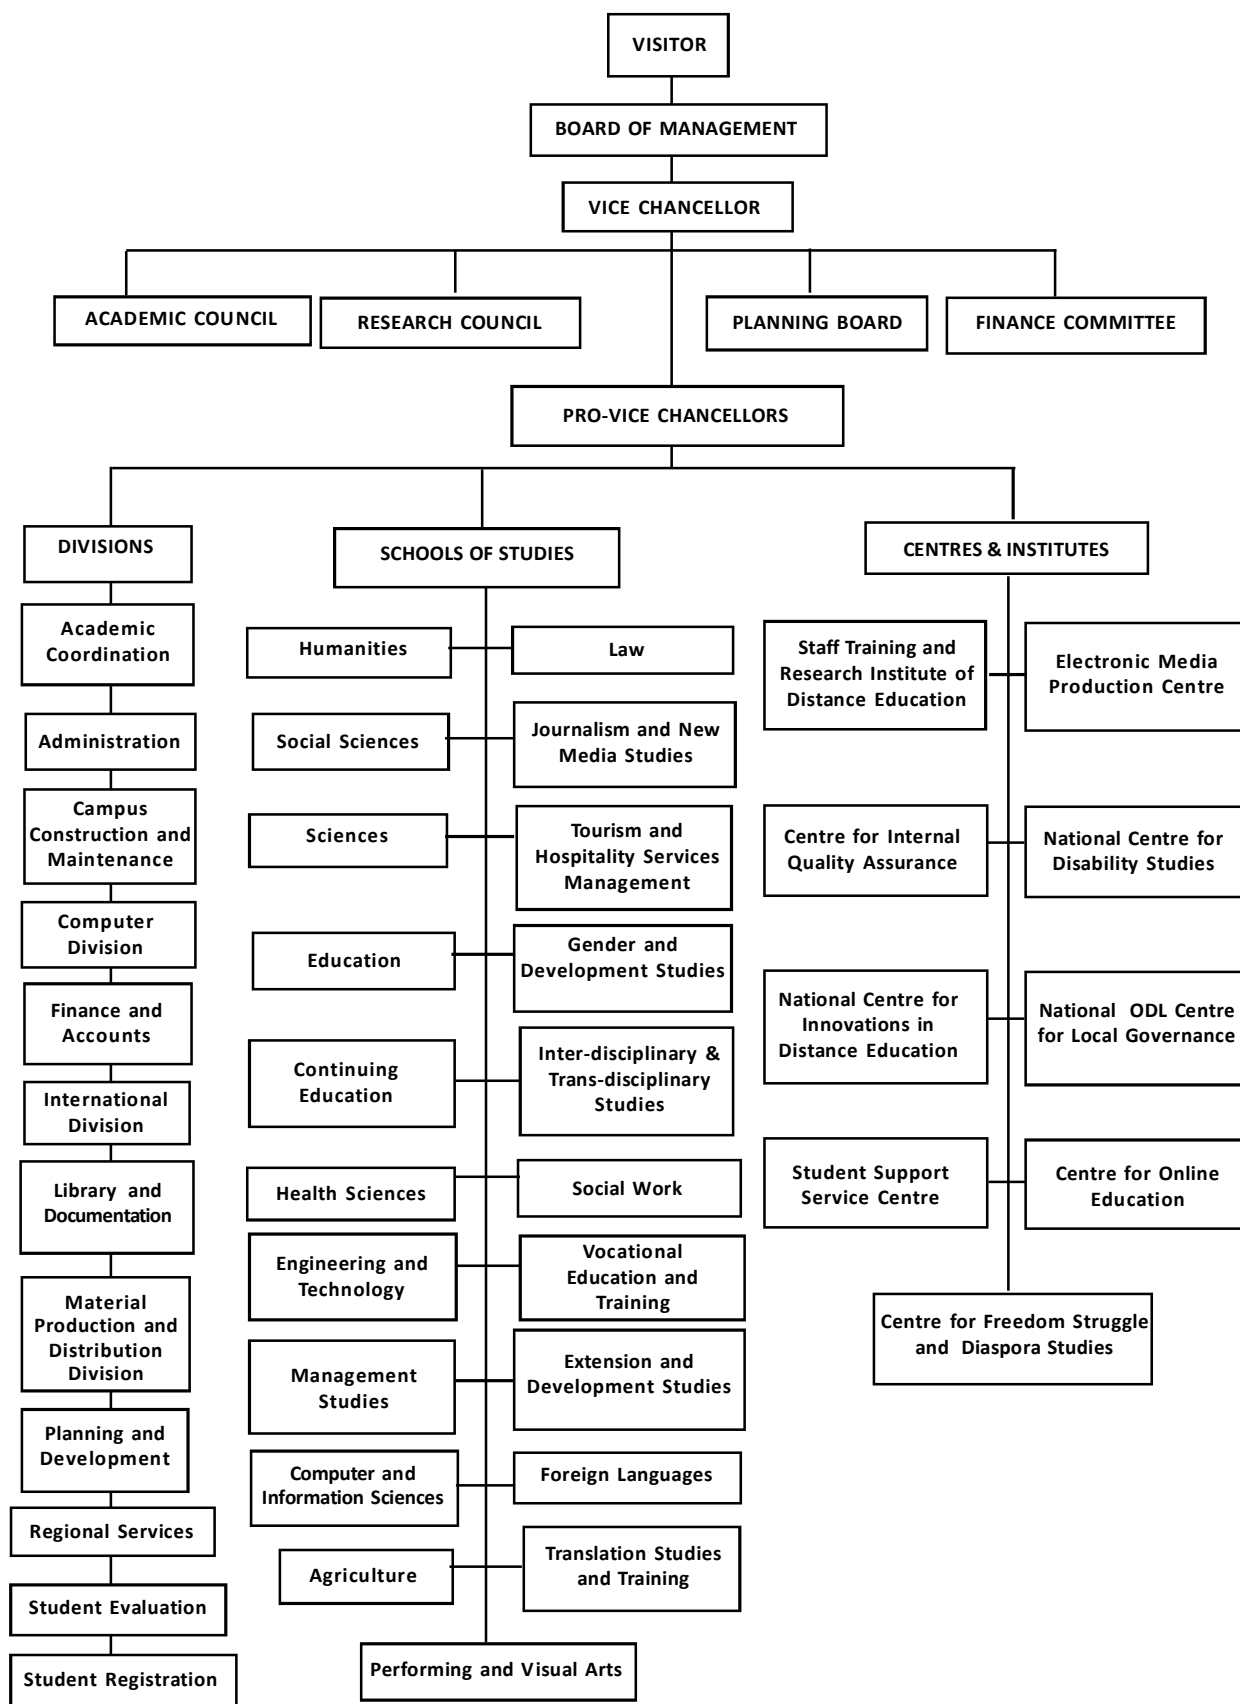 VISITOR
BOARD OF MANAGEMENT
VICE CHANCELLOR
ACADEMIC COUNCIL
RESEARCH COUNCIL
PLANNING BOARD
FINANCE COMMITTEE
PRO-VICE CHANCELLORS
DIVISIONS
Academic
Coordination
Administration
Campus
Construction and
Maintenance
Computer
Division
Finance and
Accounts
International
Division
Library and
Documentation
Material
Production and
Distribution
Division
Planning and
Development
Regional Services
Student Evaluation
Student Registration
SCHOOLS OF STUDIES
Humanities
Law
Social Sciences
Journalism and New
Media Studies
Sciences
Tourism and
Hospitality Services
Management
Education
Gender and
Development Studies
Continuing
Education
Inter-disciplinary &
Trans-disciplinary
Studies
Health Sciences
Social Work
Engineering and
Technology
Vocational
Education and
Training
Management
Studies
Extension and
Development Studies
Computer and
Information Sciences
Foreign Languages
Agriculture
Translation Studies
and Training
Performing and Visual Arts
CENTRES & INSTITUTES
Staff Training and
Research Institute of
Distance Education
Electronic Media
Production Centre
Centre for Internal
Quality Assurance
National Centre for
Disability Studies
National Centre for
Innovations in
Distance Education
National ODL Centre
for Local Governance
Student Support
Service Centre
Centre for Online
Education
Centre for Freedom Struggle
and Diaspora Studies